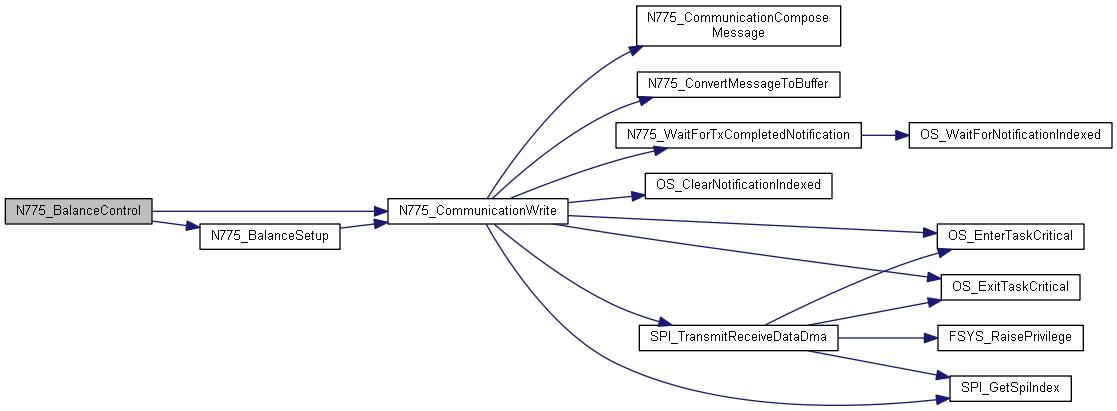 N775_CommunicationCompose
Message
N775_ConvertMessageToBuffer
N775_WaitForTxCompletedNotification
OS_WaitForNotificationIndexed
OS_ClearNotificationIndexed
N775_BalanceControl
N775_CommunicationWrite
N775_BalanceSetup
OS_EnterTaskCritical
OS_ExitTaskCritical
SPI_TransmitReceiveDataDma
FSYS_RaisePrivilege
SPI_GetSpiIndex